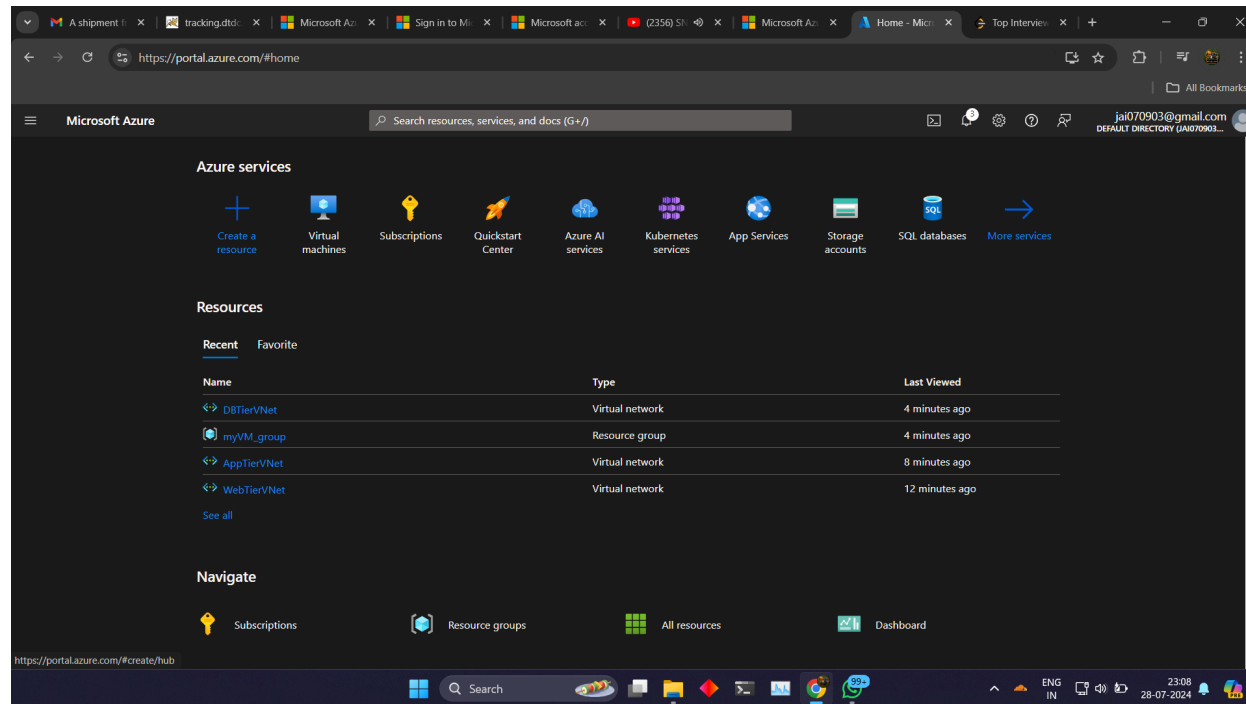 A shipment f
tracking.dtdc.
Microsoft Az
Sign in to Mi
Microsoft acc
(2356) SN
Microsoft Az
Home - Micro
Top Interview
https://portal.azure.com/#home
All Bookmarks
Microsoft Azure
Search resources, services, and docs (G+/)
3
jai070903@gmail.com
DEFAULT DIRECTORY (JAI070903...
Azure services
Create a
resource
Virtual
machines
Subscriptions
Quickstart
Center
Azure AI
services
Kubernetes
services
App Services
Storage
accounts
SQL
SQL databases
More services
Resources
Recent Favorite
Name Type Last Viewed
DBTierVNet Virtual network 4 minutes ago
myVM_group Resource group 4 minutes ago
AppTierVNet Virtual network 8 minutes ago
WebTierVNet Virtual network 12 minutes ago
See all
Navigate
Subscriptions Resource groups All resources Dashboard
https://portal.azure.com/#create/hub
Search
99+
ENG
IN
23:08
28-07-2024
PRE